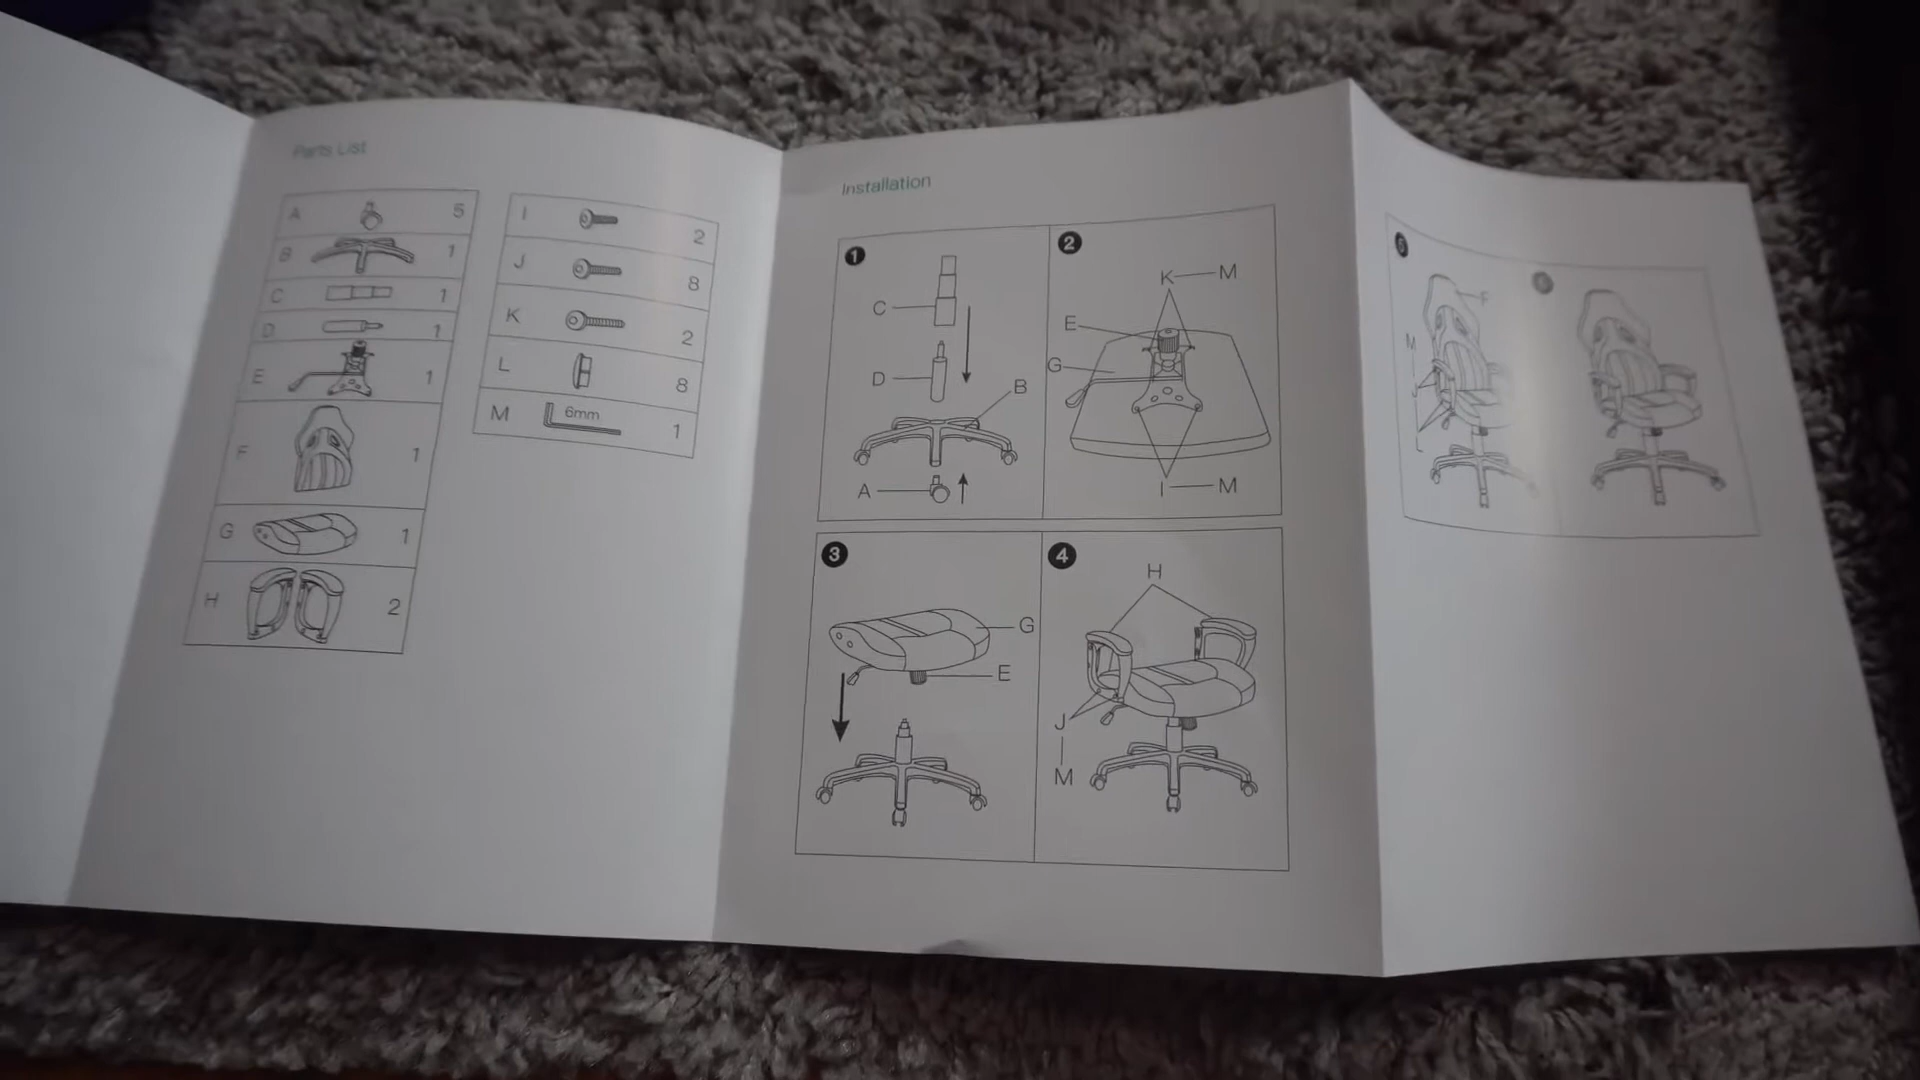 Parts List
A 5
B 1
C 1
D 1
E 1
F 1
G 1
H 2
I 2
J 8
K 2
L 8
M 6mm 1
Installation
1
C
D
B
A
2
K M
E
G
I M
3
G
E
4
H
J
M
5
F
M
J
L